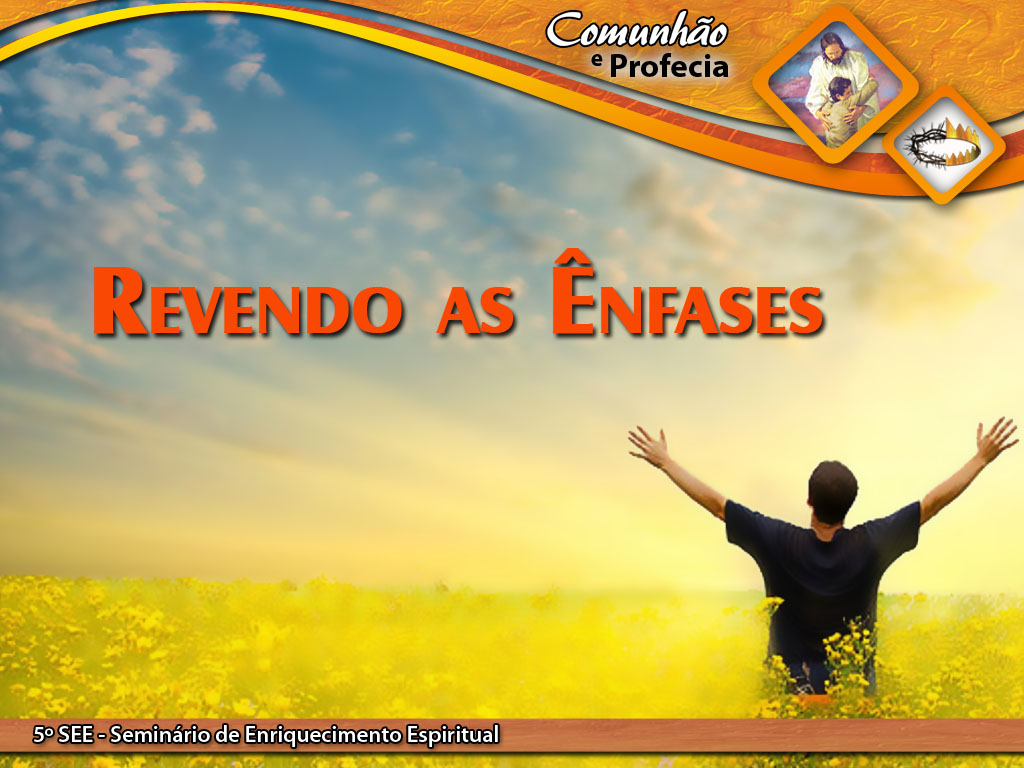 Comunhão
e Profecia
REVENDO AS ÊNFASES
5º SEE - Seminário de Enriquecimento Espiritual